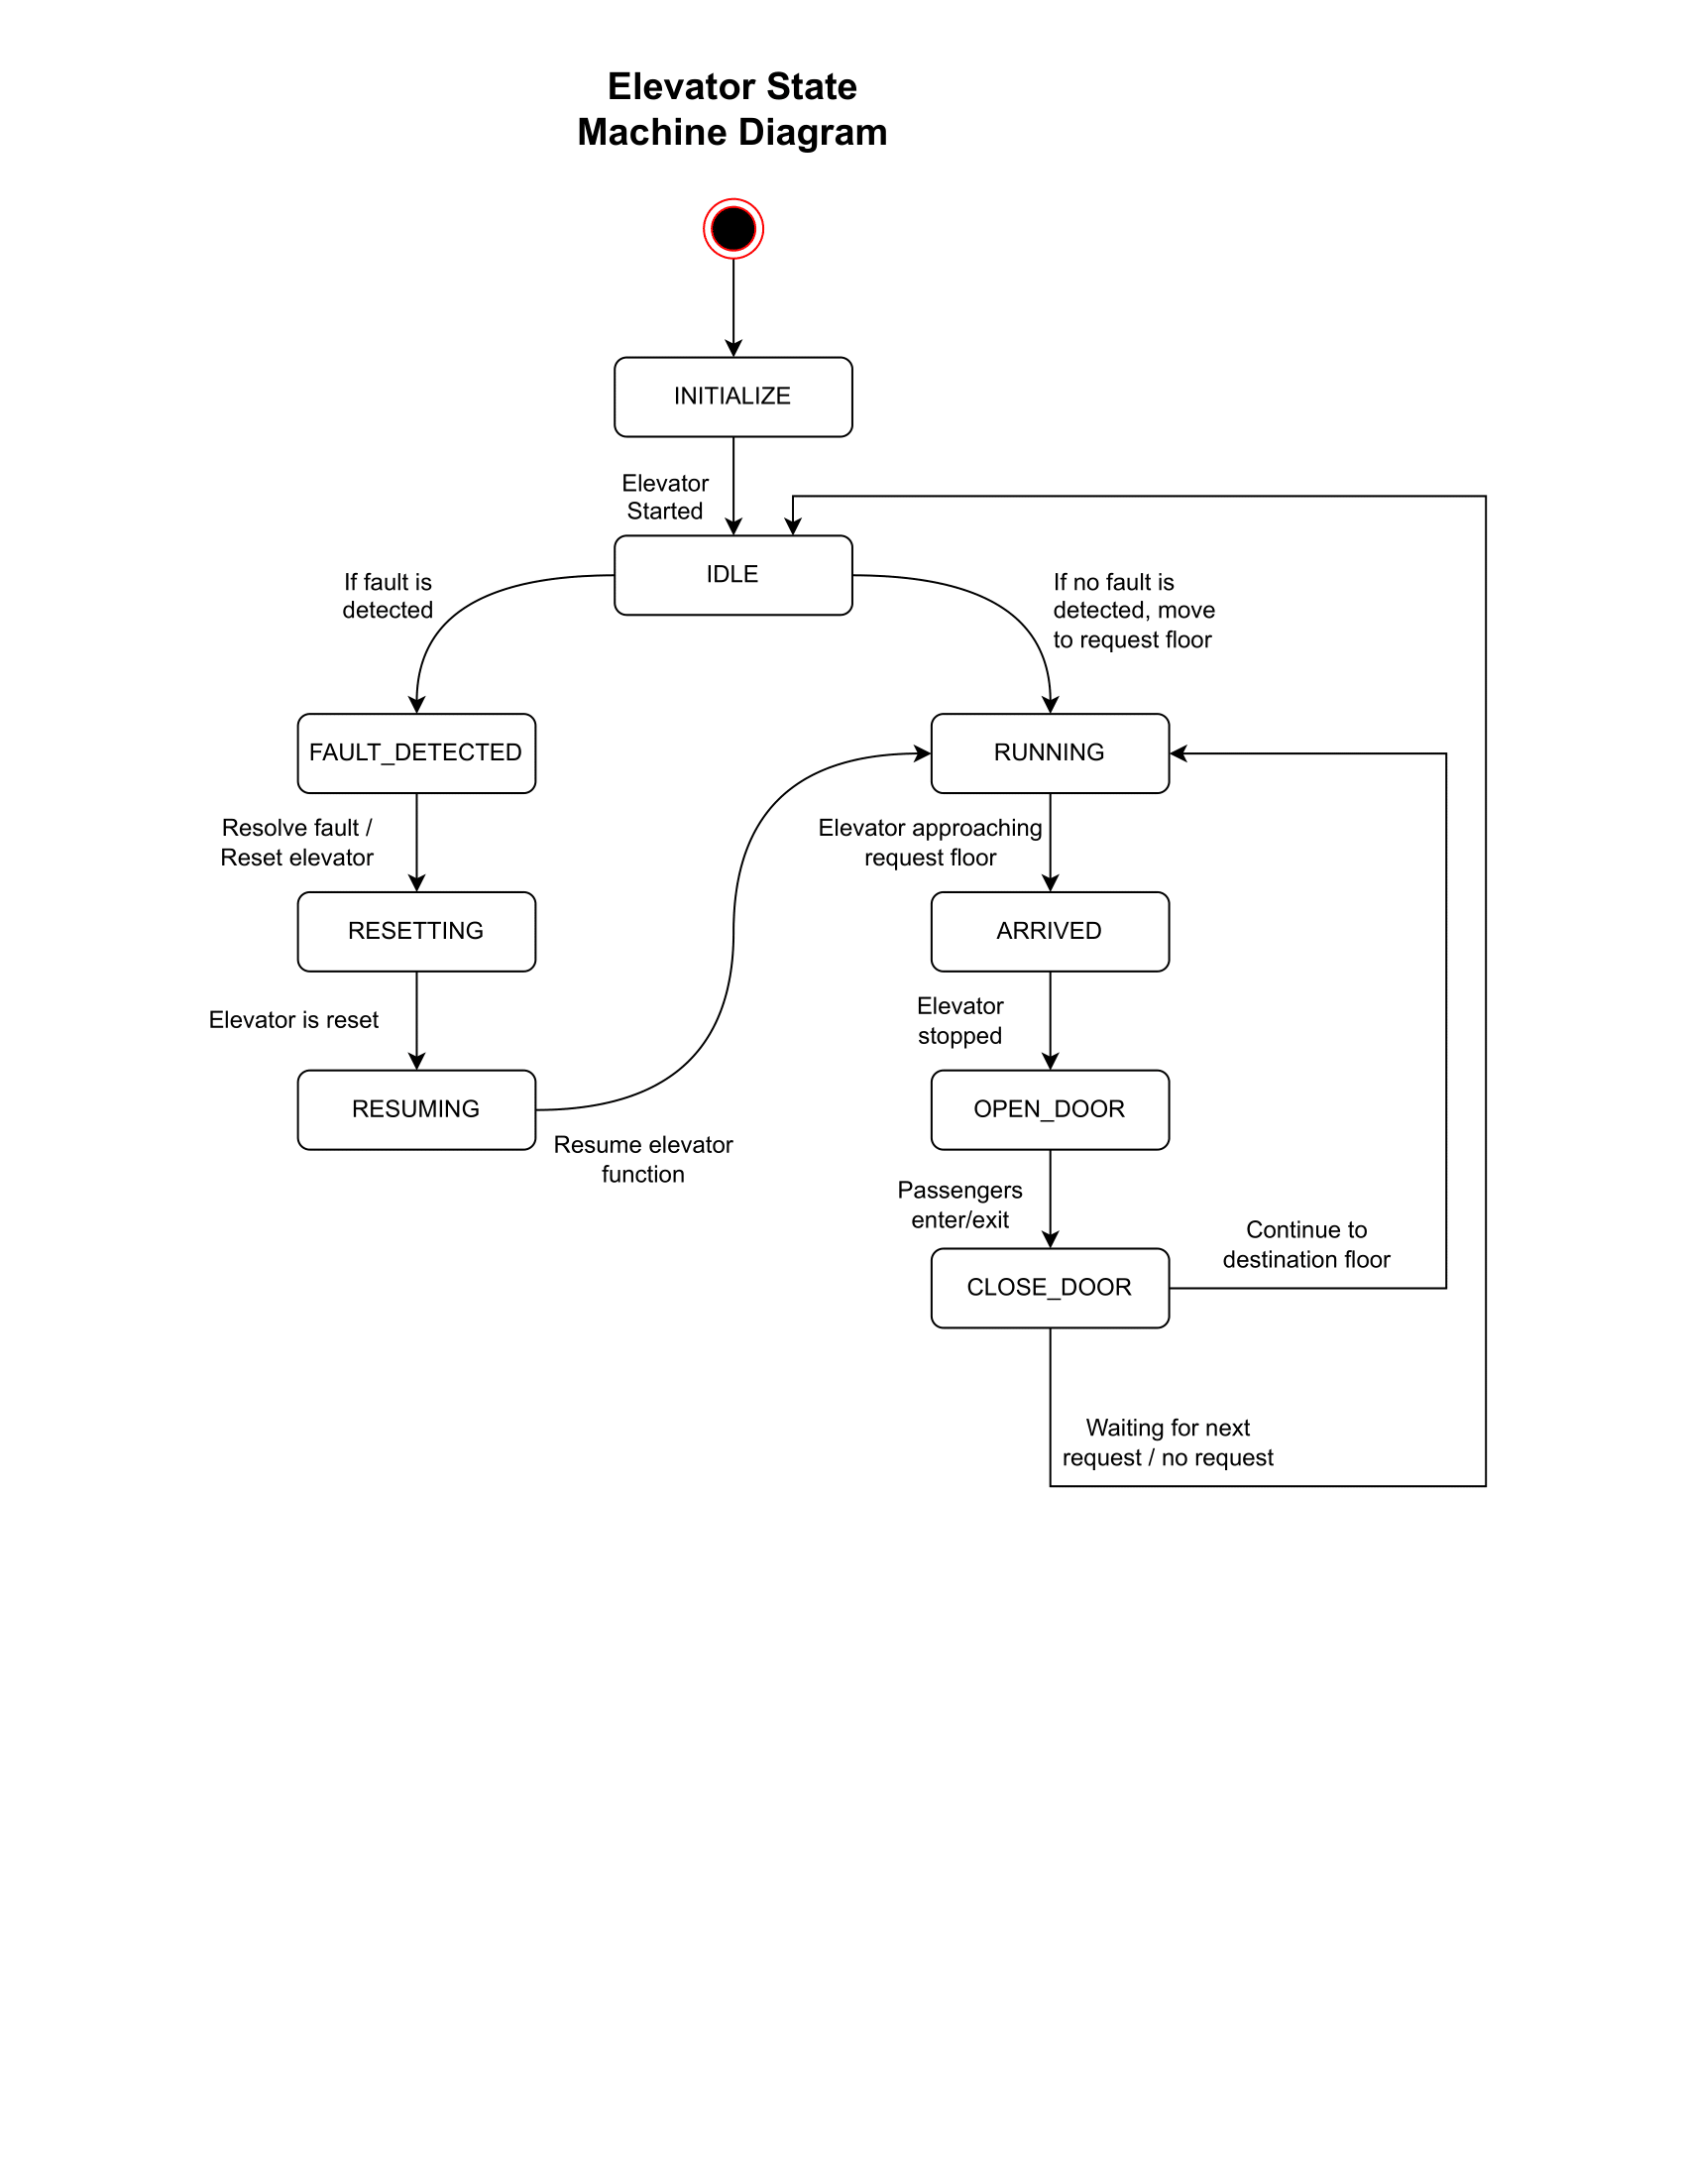 Elevator State
Machine Diagram
INITIALIZE
Elevator
Started
IDLE
If fault is
detected
If no fault is
detected, move
to request floor
FAULT_DETECTED
RUNNING
Resolve fault /
Reset elevator
Elevator approaching
request floor
RESETTING
ARRIVED
Elevator is reset
Elevator
stopped
RESUMING
OPEN_DOOR
Resume elevator
function
Passengers
enter/exit
Continue to
destination floor
CLOSE_DOOR
Waiting for next
request / no request